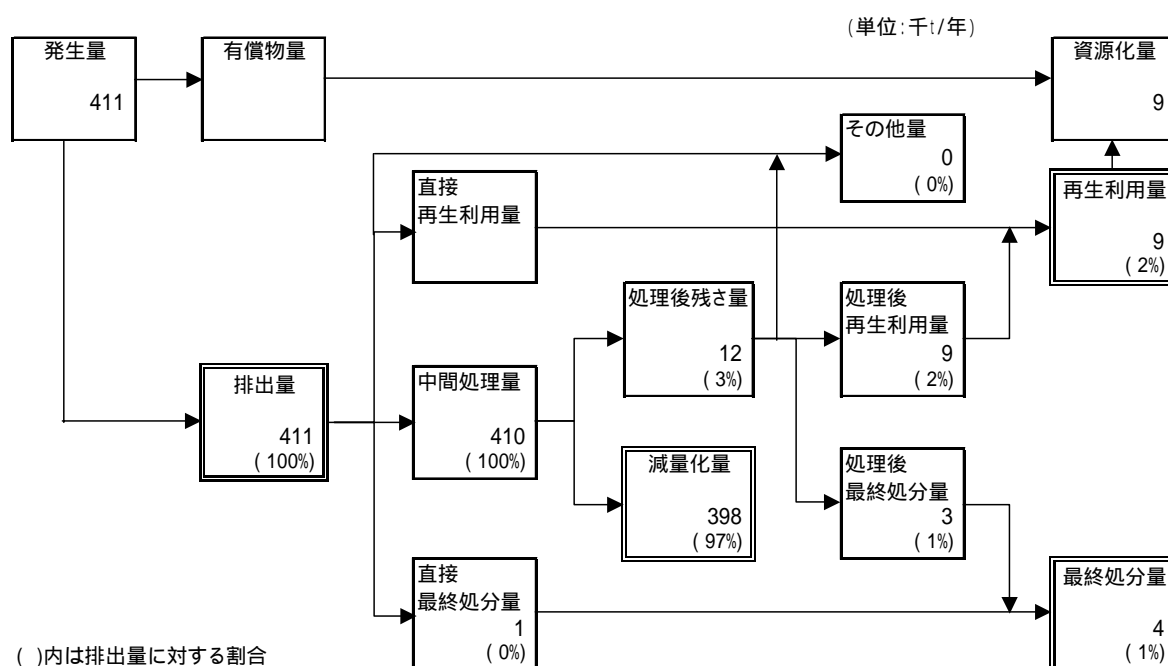 (単位:千t/年)
発生量
411
有償物量
資源化量
9
その他量
0
( 0%)
直接
再生利用量
再生利用量
9
( 2%)
処理後残さ量
12
( 3%)
処理後
再生利用量
9
( 2%)
排出量
411
( 100%)
中間処理量
410
( 100%)
減量化量
398
( 97%)
処理後
最終処分量
3
( 1%)
直接
最終処分量
1
( 0%)
最終処分量
4
( 1%)
( )内は排出量に対する割合